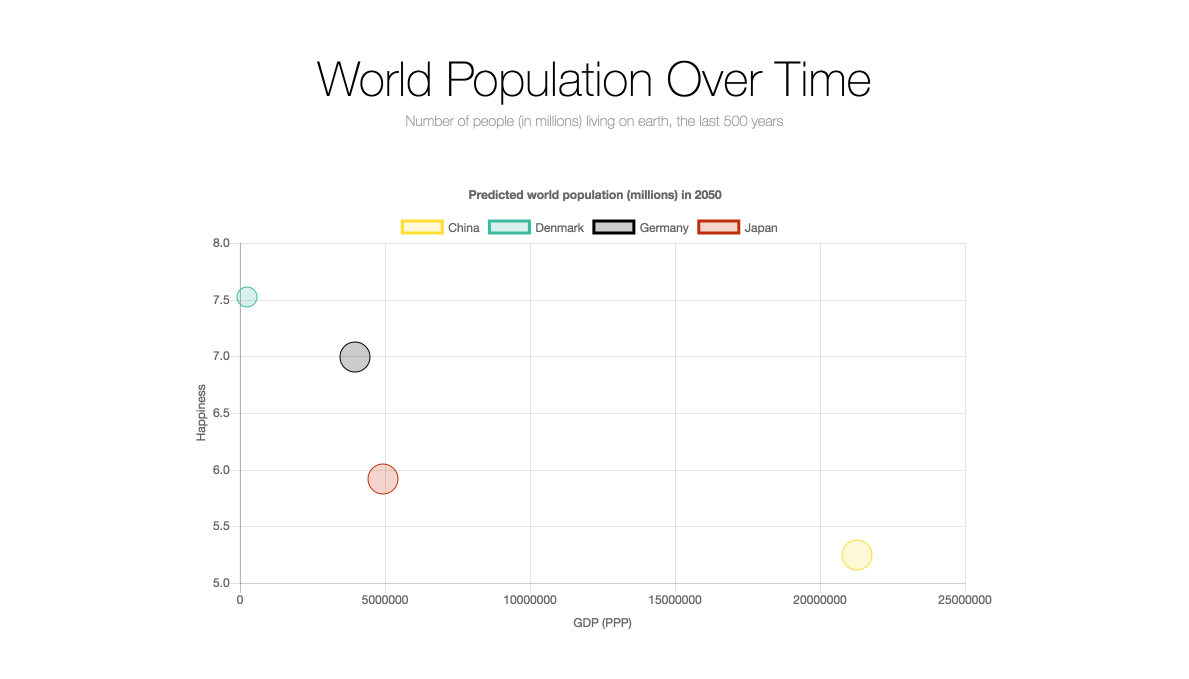 World Population Over Time
Number of people (in millions) living on earth, the last 500 years
Predicted world population (millions) in 2050
China Denmark Germany Japan
8.0
7.5
7.0
6.5
6.0
5.5
5.0
Happiness
0 5000000 10000000 15000000 20000000 25000000
GDP (PPP)